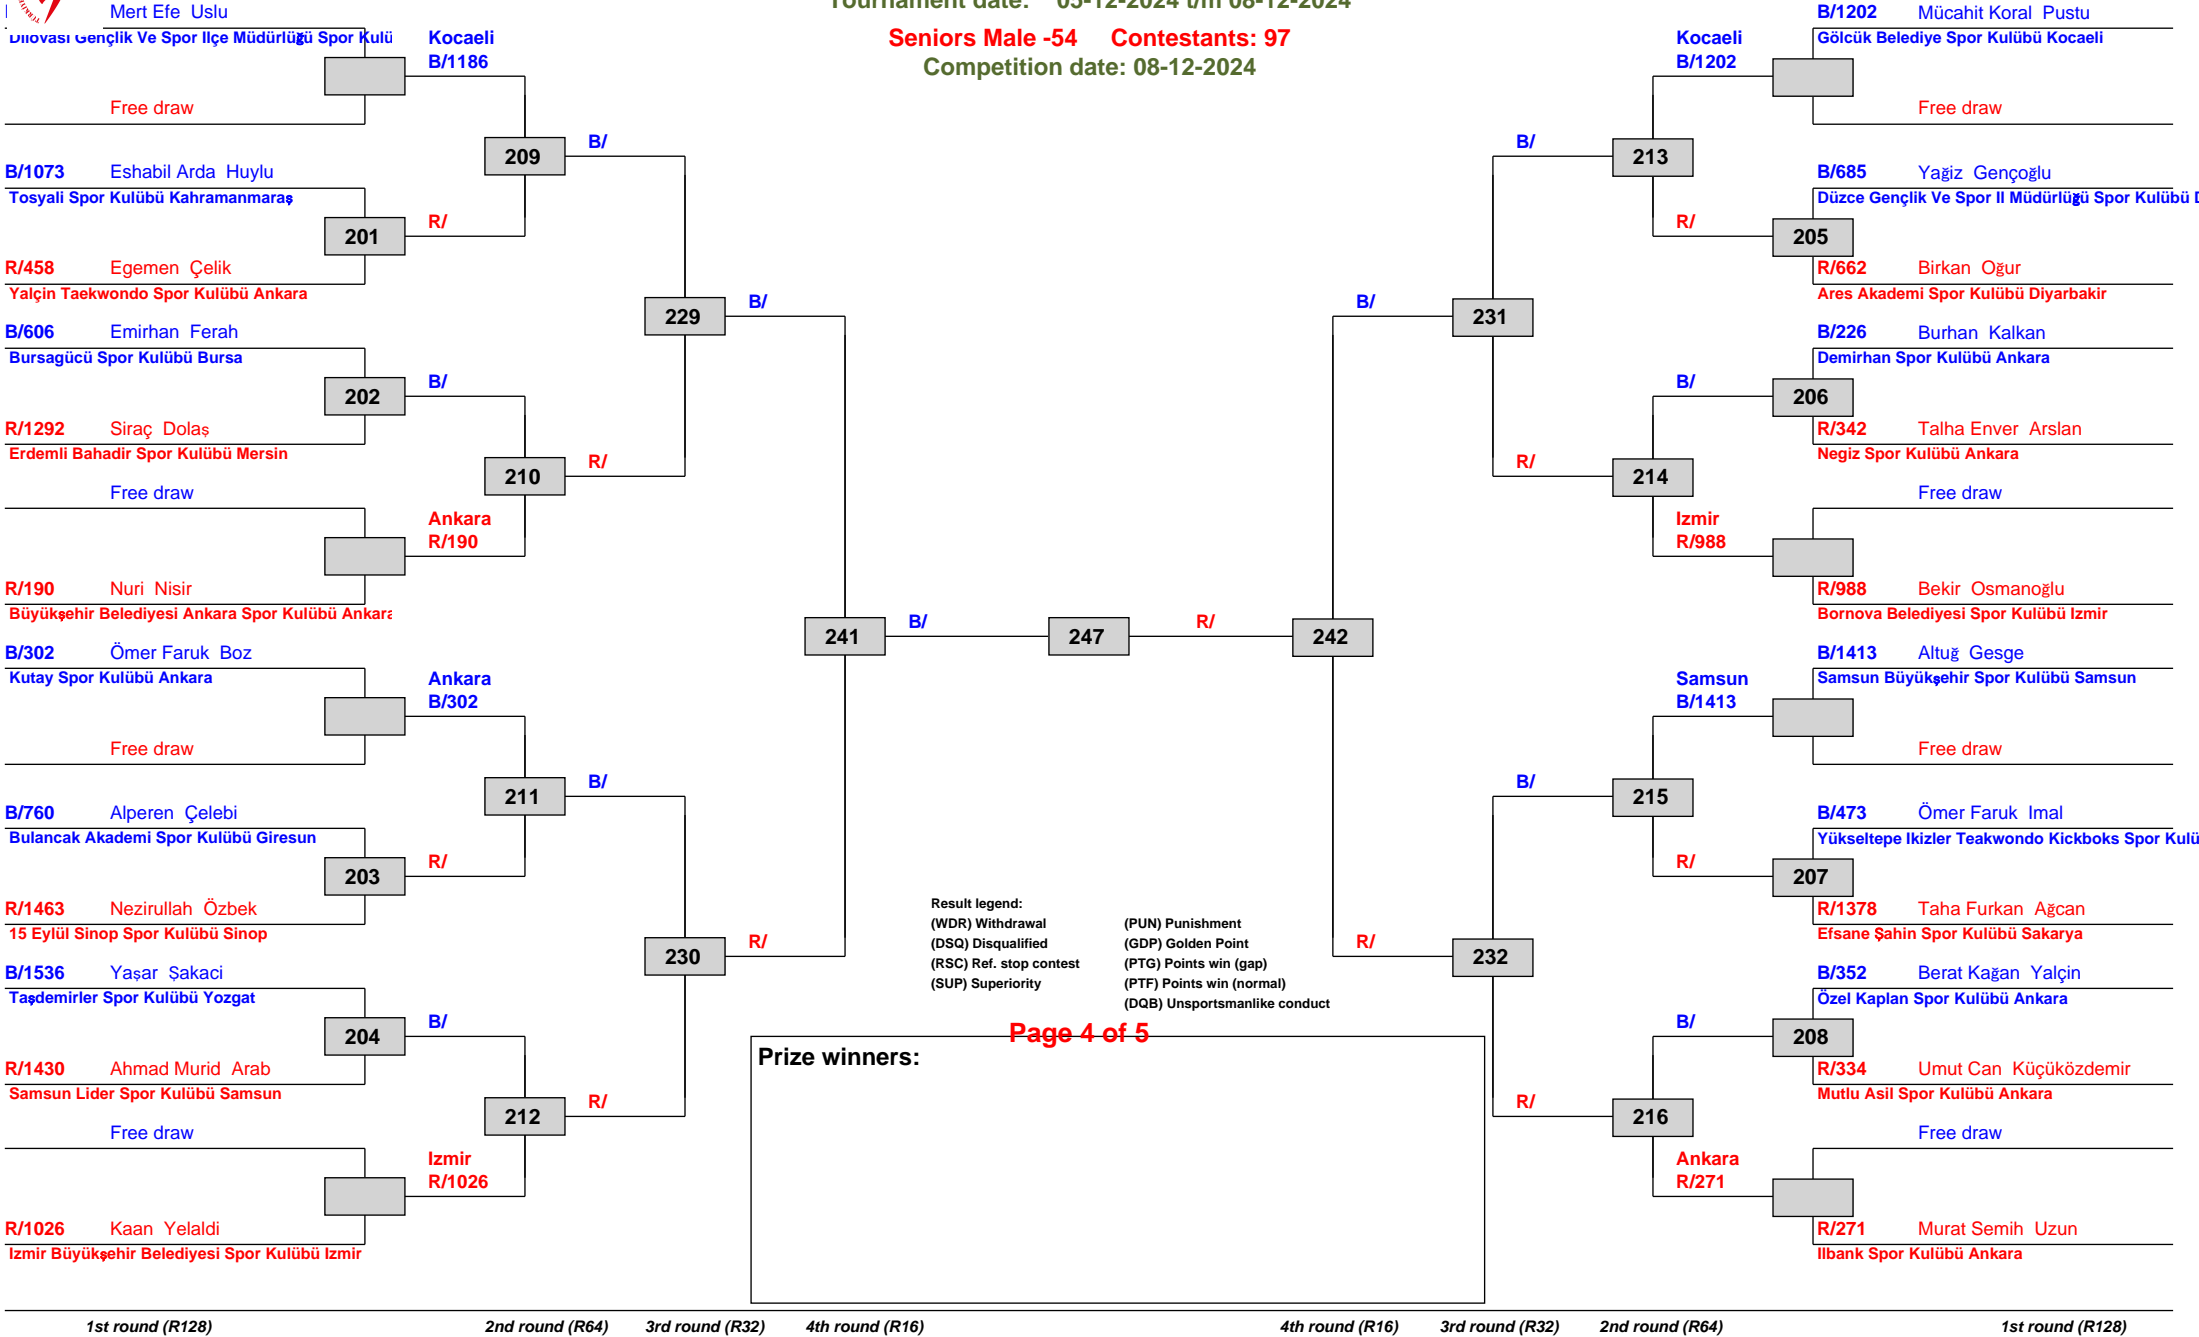 Tournament date: 05-12-2024 t/m 08-12-2024
Seniors Male -54 Contestants: 97
Competition date: 08-12-2024
Mert Efe Uslu
Dilovasi Gençlik Ve Spor Ilçe Müdürlüğü Spor Kulü
Free draw
Kocaeli
B/1186
B/1073 Eshabil Arda Huylu
Tosyali Spor Kulübü Kahramanmaraş
201
R/458 Egemen Çelik
Yalçin Taekwondo Spor Kulübü Ankara
R/
209
B/
B/606 Emirhan Ferah
Bursagücü Spor Kulübü Bursa
202
R/1292 Siraç Dolaş
Erdemli Bahadir Spor Kulübü Mersin
B/
210
R/
Free draw
Ankara
R/190
R/190 Nuri Nisir
Büyükşehir Belediyesi Ankara Spor Kulübü Ankara
229
B/
B/302 Ömer Faruk Boz
Kutay Spor Kulübü Ankara
Free draw
Ankara
B/302
211
B/
B/760 Alperen Çelebi
Bulancak Akademi Spor Kulübü Giresun
203
R/
R/1463 Nezirullah Özbek
15 Eylül Sinop Spor Kulübü Sinop
B/1536 Yaşar Şakaci
Taşdemirler Spor Kulübü Yozgat
204
B/
R/1430 Ahmad Murid Arab
Samsun Lider Spor Kulübü Samsun
212
R/
Free draw
Izmir
R/1026
R/1026 Kaan Yelaldi
Izmir Büyükşehir Belediyesi Spor Kulübü Izmir
230
R/
241
B/
247
R/
242
B/
R/
231
B/
R/
232
B/
R/
B/1202 Mücahit Koral Pustu
Gölcük Belediye Spor Kulübü Kocaeli
Kocaeli
B/1202
Free draw
213
B/685 Yağiz Gençoğlu
Düzce Gençlik Ve Spor Il Müdürlüğü Spor Kulübü D
R/
205
R/662 Birkan Oğur
Ares Akademi Spor Kulübü Diyarbakir
B/226 Burhan Kalkan
Demirhan Spor Kulübü Ankara
B/
206
R/342 Talha Enver Arslan
Negiz Spor Kulübü Ankara
214
Free draw
Izmir
R/988
R/988 Bekir Osmanoğlu
Bornova Belediyesi Spor Kulübü Izmir
B/1413 Altuğ Gesge
Samsun Büyükşehir Spor Kulübü Samsun
Samsun
B/1413
Free draw
215
B/473 Ömer Faruk Imal
Yükseltepe Ikizler Teakwondo Kickboks Spor Kulü
R/
207
R/1378 Taha Furkan Ağcan
Efsane Şahin Spor Kulübü Sakarya
B/352 Berat Kağan Yalçin
Özel Kaplan Spor Kulübü Ankara
B/
208
R/334 Umut Can Küçüközdemir
Mutlu Asil Spor Kulübü Ankara
216
Free draw
Ankara
R/271
R/271 Murat Semih Uzun
Ilbank Spor Kulübü Ankara
Result legend:
(WDR) Withdrawal (PUN) Punishment
(DSQ) Disqualified (GDP) Golden Point
(RSC) Ref. stop contest (PTG) Points win (gap)
(SUP) Superiority (PTF) Points win (normal)
(DQB) Unsportsmanlike conduct
Page 4 of 5
Prize winners:
1st round (R128) 2nd round (R64) 3rd round (R32) 4th round (R16) 4th round (R16) 3rd round (R32) 2nd round (R64) 1st round (R128)